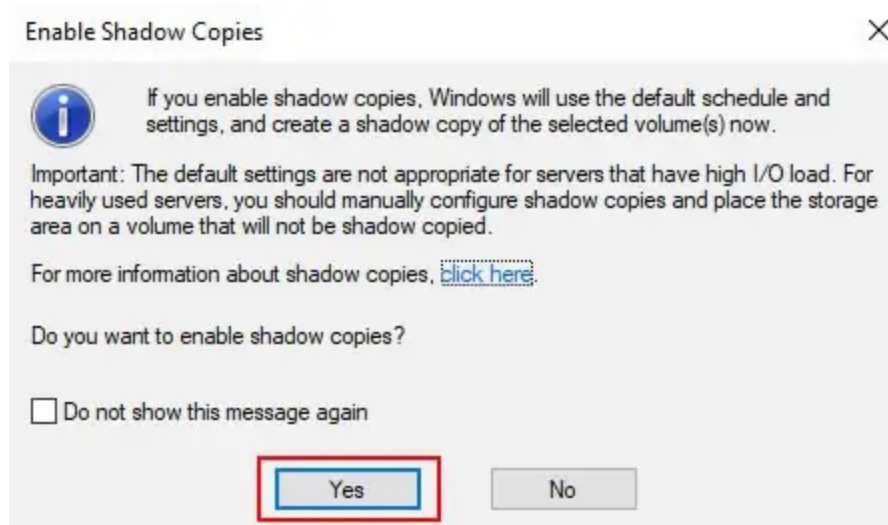 Enable Shadow Copies
If you enable shadow copies, Windows will use the default schedule and
settings, and create a shadow copy of the selected volume(s) now.
Important: The default settings are not appropriate for servers that have high I/O load. For
heavily used servers, you should manually configure shadow copies and place the storage
area on a volume that will not be shadow copied.
For more information about shadow copies, click here.
Do you want to enable shadow copies?
Do not show this message again
Yes No